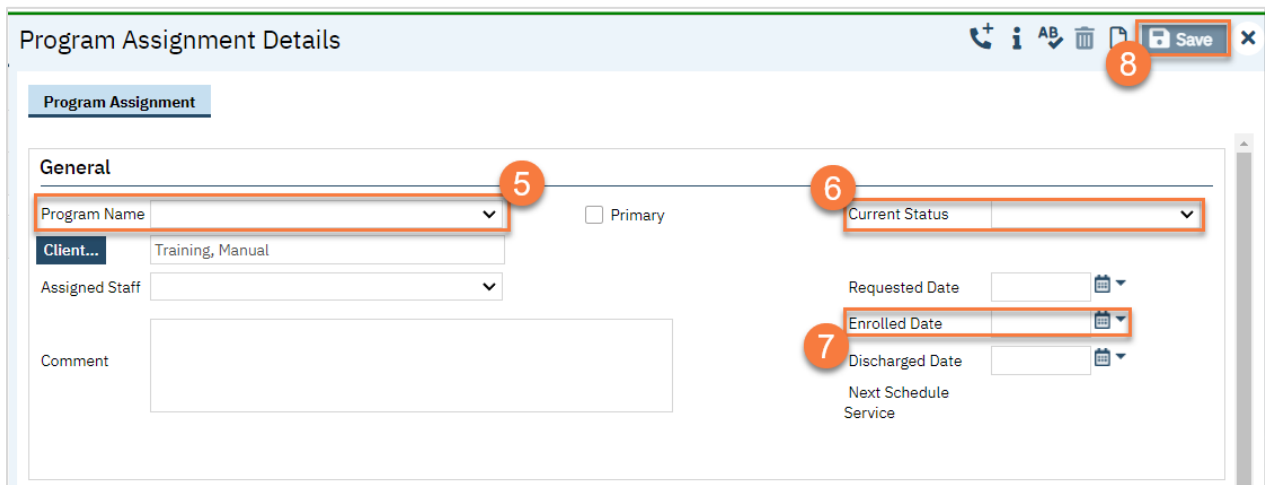 Program Assignment Details
AB
Save
8
Program Assignment
General
5
6
Program Name
Primary
Current Status
Client...
Training, Manual
Assigned Staff
Requested Date
Enrolled Date
7
Comment
Discharged Date
Next Schedule
Service